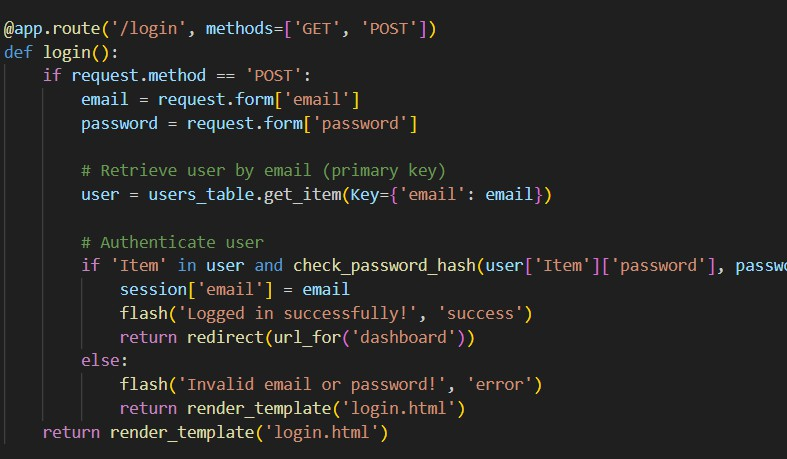 @app.route('/login', methods=['GET', 'POST'])
def login():
    if request.method == 'POST':
        email = request.form['email']
        password = request.form['password']

        # Retrieve user by email (primary key)
        user = users_table.get_item(Key={'email': email})

        # Authenticate user
        if 'Item' in user and check_password_hash(user['Item']['password'], passwo
            session['email'] = email
            flash('Logged in successfully!', 'success')
            return redirect(url_for('dashboard'))
        else:
            flash('Invalid email or password!', 'error')
            return render_template('login.html')
    return render_template('login.html')